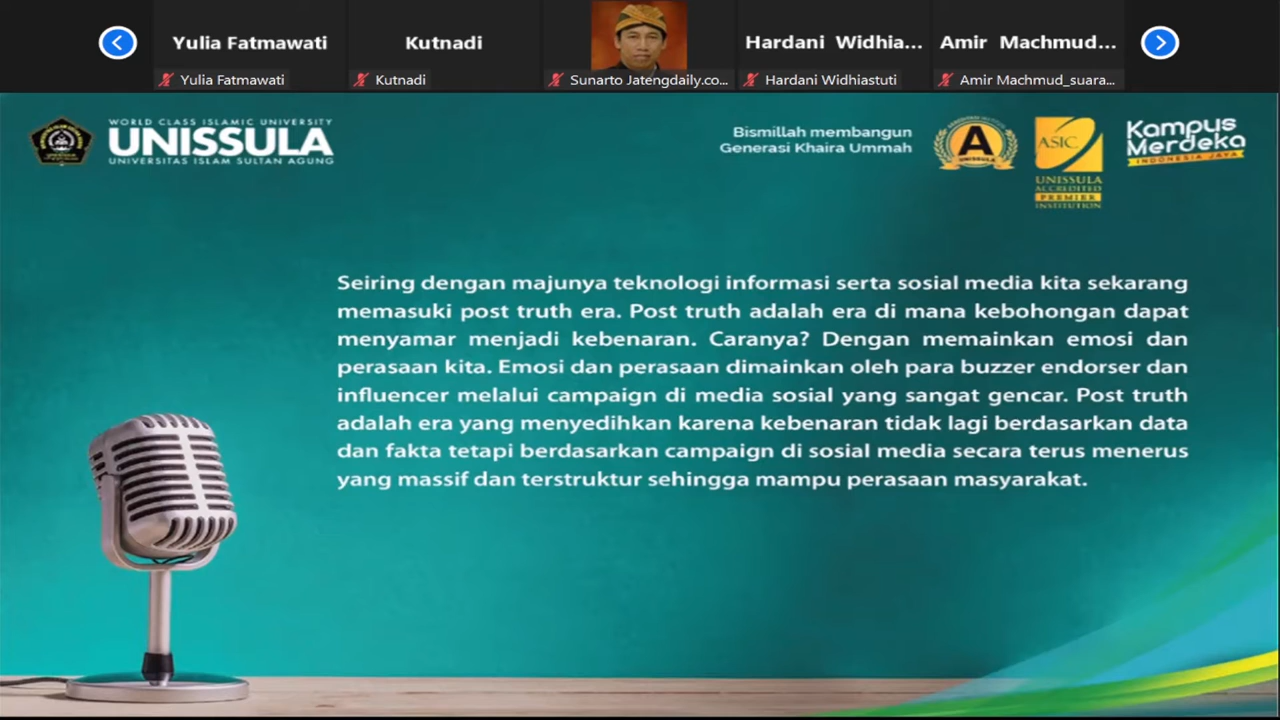 Yulia Fatmawati
Kutnadi
Hardani Widhia...
Amir Machmud...
Yulia Fatmawati
Kutnadi
Sunarto Jatengdaily.co...
Hardani Widhiastuti
Amir Machmud_suara...
WORLD CLASS ISLAMIC UNIVERSITY
UNISSULA
UNIVERSITAS ISLAM SULTAN AGUNG
Bismillah membangun
Generasi Khaira Ummah
A
UNISSULA
ASIC
UNISSULA
ACCREDITED
PREMIER
INSTITUTION
Kampus
Merdeka
INDONESIA JAYA
Seiring dengan majunya teknologi informasi serta sosial media kita sekarang
memasuki post truth era. Post truth adalah era di mana kebohongan dapat
menyamar menjadi kebenaran. Caranya? Dengan memainkan emosi dan
perasaan kita. Emosi dan perasaan dimainkan oleh para buzzer endorser dan
influencer melalui campaign di media sosial yang sangat gencar. Post truth
adalah era yang menyedihkan karena kebenaran tidak lagi berdasarkan data
dan fakta tetapi berdasarkan campaign di sosial media secara terus menerus
yang massif dan terstruktur sehingga mampu perasaan masyarakat.